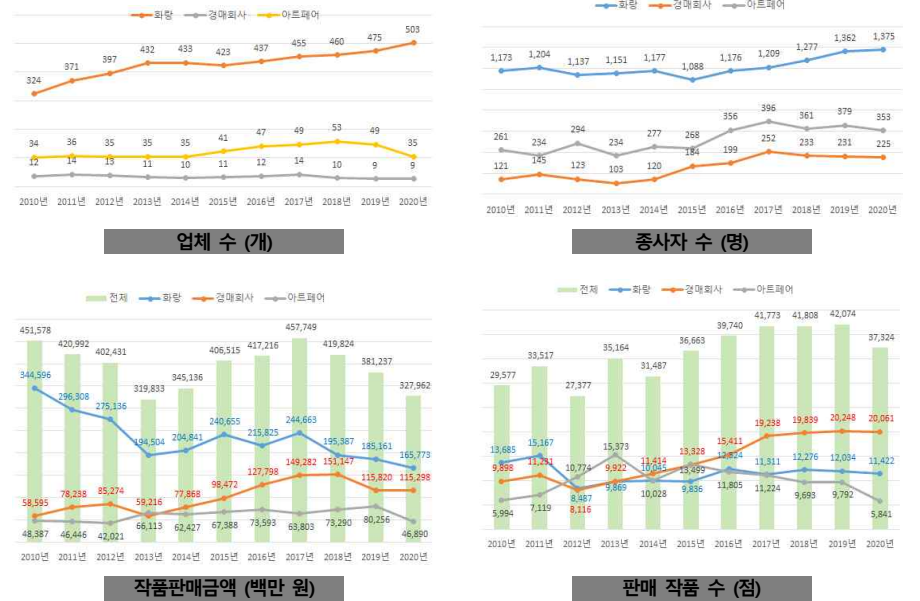 화랑 경매회사 아트페어
324 371 397 432 433 423 437 455 460 475 503
34 36 35 35 35 41 47 49 53 49 35
12 14 13 11 10 11 12 14 10 9 9
2010년 2011년 2012년 2013년 2014년 2015년 2016년 2017년 2018년 2019년 2020년
업체 수 (개)
화랑 경매회사 아트페어
1,173 1,204 1,137 1,151 1,177 1,088 1,176 1,209 1,277 1,362 1,375
261 234 294 234 277 268 356 396 361 379 353
121 145 123 103 120 184 199 252 233 231 225
2010년 2011년 2012년 2013년 2014년 2015년 2016년 2017년 2018년 2019년 2020년
종사자 수 (명)
전체 화랑 경매회사 아트페어
451,578 420,992 402,431 319,833 345,136 406,515 417,216 457,749 419,824 381,237 327,962
344,596 296,308 275,136 194,504 204,841 240,655 215,825 244,663 195,387 185,161 165,773
58,595 78,238 85,274 59,216 77,868 98,472 127,798 149,282 151,147 115,820 115,298
48,387 46,446 42,021 66,113 62,427 67,388 73,593 63,803 73,290 80,256 46,890
2010년 2011년 2012년 2013년 2014년 2015년 2016년 2017년 2018년 2019년 2020년
작품판매금액 (백만 원)
전체 화랑 경매회사 아트페어
29,577 33,517 27,377 35,164 31,487 36,663 39,740 41,773 41,808 42,074 37,324
13,685 15,167 8,487 9,869 10,045 9,836 12,524 11,311 12,276 12,034 11,422
9,898 11,231 8,116 9,922 11,414 13,328 15,411 19,238 19,839 20,248 20,061
5,994 7,119 10,774 15,373 10,028 13,499 11,805 11,224 9,693 9,792 5,841
2010년 2011년 2012년 2013년 2014년 2015년 2016년 2017년 2018년 2019년 2020년
판매 작품 수 (점)